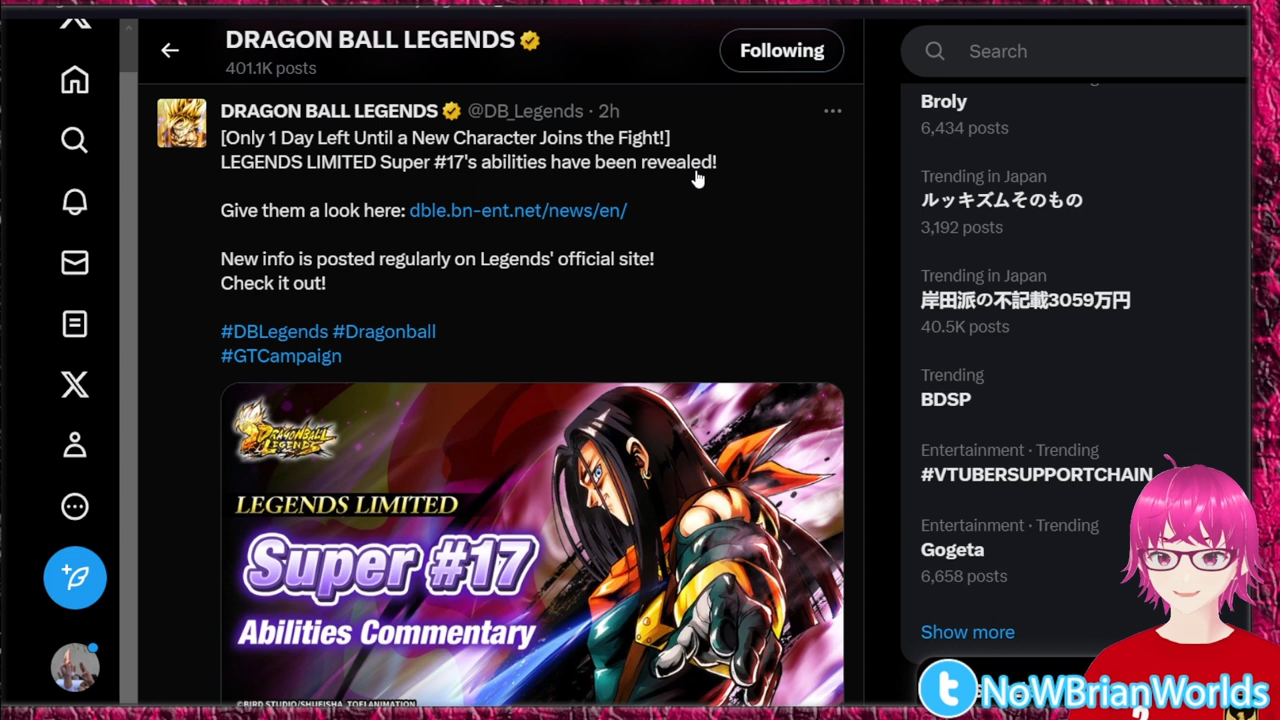 DRAGON BALL LEGENDS
401.1K posts
Following
DRAGON BALL LEGENDS @DB_Legends · 2h
[Only 1 Day Left Until a New Character Joins the Fight!]
LEGENDS LIMITED Super #17's abilities have been revealed!
Give them a look here: dble.bn-ent.net/news/en/
New info is posted regularly on Legends' official site!
Check it out!
#DBLegends #Dragonball
#GTCampaign
DRAGONBALL
LEGENDS
LEGENDS LIMITED
Super #17
Abilities Commentary
©BIRD STUDIO/SHUEISHA, TOEI ANIMATION
Search
Broly
6,434 posts
Trending in Japan
ルッキズムそのもの
3,192 posts
Trending in Japan
岸田派の不記載3059万円
40.5K posts
Trending
BDSP
Entertainment · Trending
#VTUBERSUPPORTCHAIN
Entertainment · Trending
Gogeta
6,658 posts
Show more
NoWBrianWorlds